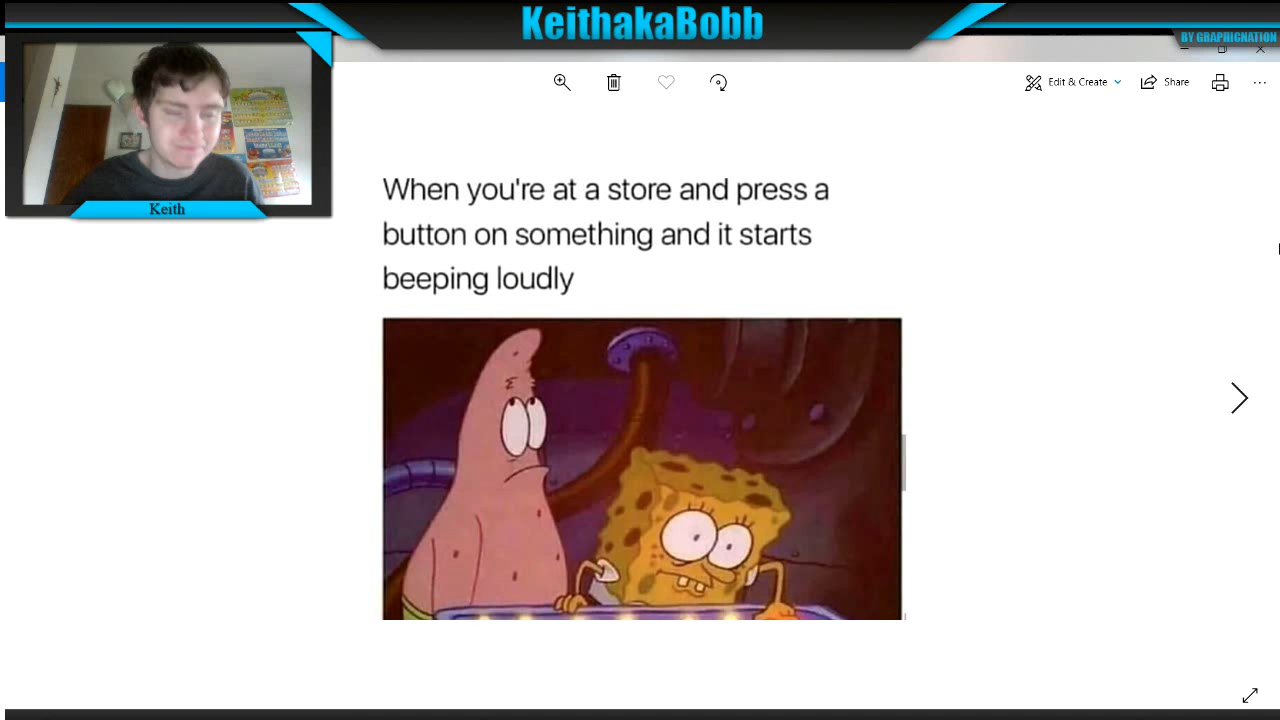 KeithakaBobb
BY GRAPHICNATION
Edit & Create
Share
Keith
When you're at a store and press a
button on something and it starts
beeping loudly